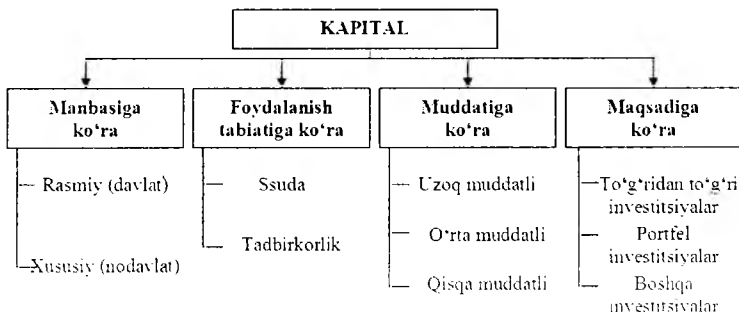 KAPITAL
Manbasiga
ko‘ra
Rasmiy (davlat)
Xususiy (nodavlat)
Foydalanish
tabiatiga ko‘ra
Ssuda
Tadbirkorlik
Muddatiga
ko‘ra
Uzoq muddatli
O‘rta muddatli
Qisqa muddatli
Maqsadiga
ko‘ra
To‘g‘ridan to‘g‘ri
investitsiyalar
Portfel
investitsiyalar
Boshqa
investitsiyalar